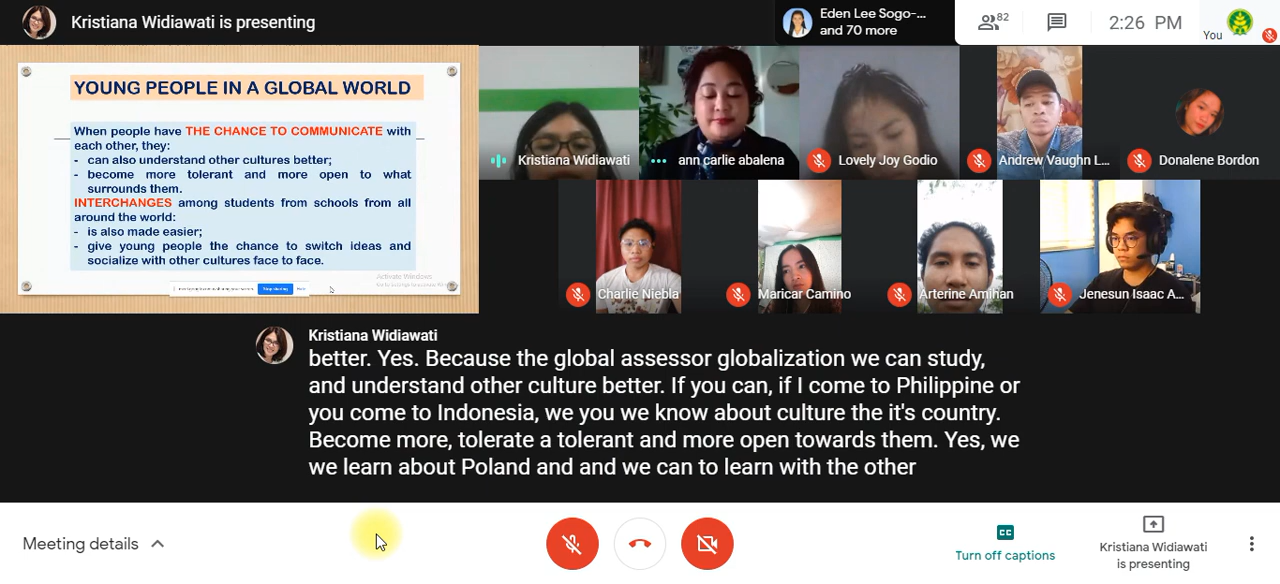 Kristiana Widiawati is presenting
Eden Lee Sogo-...
and 70 more
82
2:26 PM
You
YOUNG PEOPLE IN A GLOBAL WORLD
When people have THE CHANCE TO COMMUNICATE with
each other, they:
- can also understand other cultures better;
- become more tolerant and more open to what
surrounds them.
INTERCHANGES among students from schools from all
around the world:
- is also made easier;
- give young people the chance to switch ideas and
socialize with other cultures face to face.
Activate Windows
Stop sharing
Hide
Kristiana Widiawati
ann carlie abalena
Lovely Joy Godio
Andrew Vaughn L...
Donalene Bordon
Charlie Niebla
Maricar Camino
Arterine Amihan
Jenesun Isaac A...
Kristiana Widiawati
better. Yes. Because the global assessor globalization we can study,
and understand other culture better. If you can, if I come to Philippine or
you come to Indonesia, we you we know about culture the it's country.
Become more, tolerate a tolerant and more open towards them. Yes, we
we learn about Poland and and we can to learn with the other
Meeting details
CC
Turn off captions
Kristiana Widiawati
is presenting